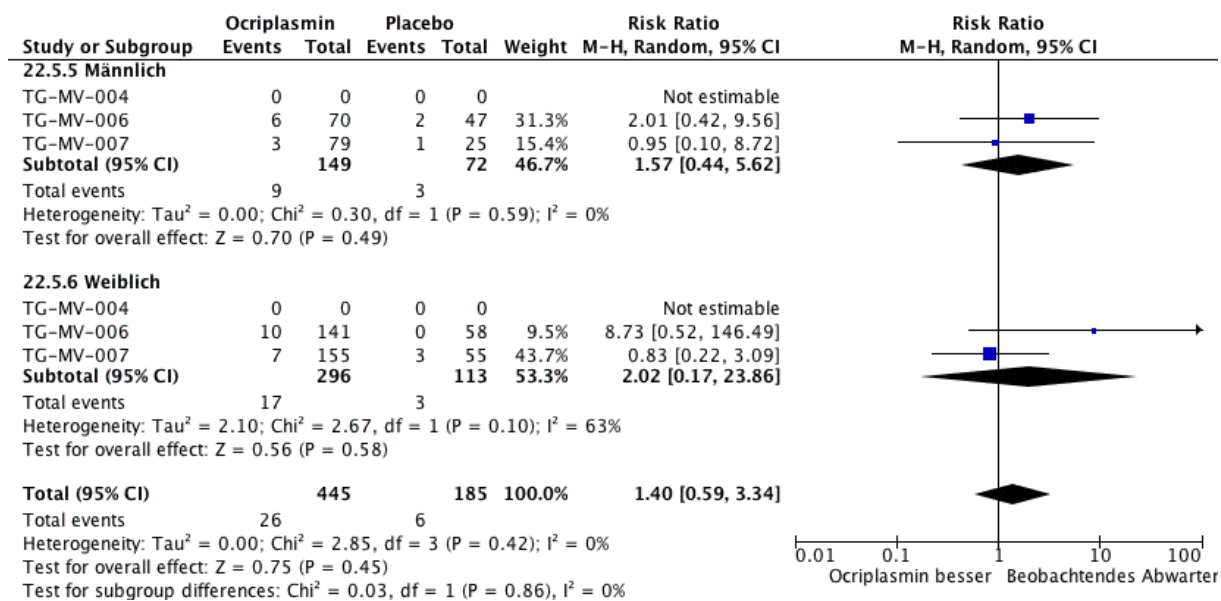 Ocriplasmin Placebo Risk Ratio Risk Ratio
Study or Subgroup Events Total Events Total Weight M-H, Random, 95% CI M-H, Random, 95% CI
22.5.5 Männlich
TG-MV-004 0 0 0 0 Not estimable
TG-MV-006 6 70 2 47 31.3% 2.01 [0.42, 9.56]
TG-MV-007 3 79 1 25 15.4% 0.95 [0.10, 8.72]
Subtotal (95% CI) 149 72 46.7% 1.57 [0.44, 5.62]
Total events 9 3
Heterogeneity: Tau² = 0.00; Chi² = 0.30, df = 1 (P = 0.59); I² = 0%
Test for overall effect: Z = 0.70 (P = 0.49)
22.5.6 Weiblich
TG-MV-004 0 0 0 0 Not estimable
TG-MV-006 10 141 0 58 9.5% 8.73 [0.52, 146.49]
TG-MV-007 7 155 3 55 43.7% 0.83 [0.22, 3.09]
Subtotal (95% CI) 296 113 53.3% 2.02 [0.17, 23.86]
Total events 17 3
Heterogeneity: Tau² = 2.10; Chi² = 2.67, df = 1 (P = 0.10); I² = 63%
Test for overall effect: Z = 0.56 (P = 0.58)
Total (95% CI) 445 185 100.0% 1.40 [0.59, 3.34]
Total events 26 6
Heterogeneity: Tau² = 0.00; Chi² = 2.85, df = 3 (P = 0.42); I² = 0%
Test for overall effect: Z = 0.75 (P = 0.45)
Test for subgroup differences: Chi² = 0.03, df = 1 (P = 0.86), I² = 0%
0.01 0.1 1 10 100
Ocriplasmin besser Beobachtendes Abwarten